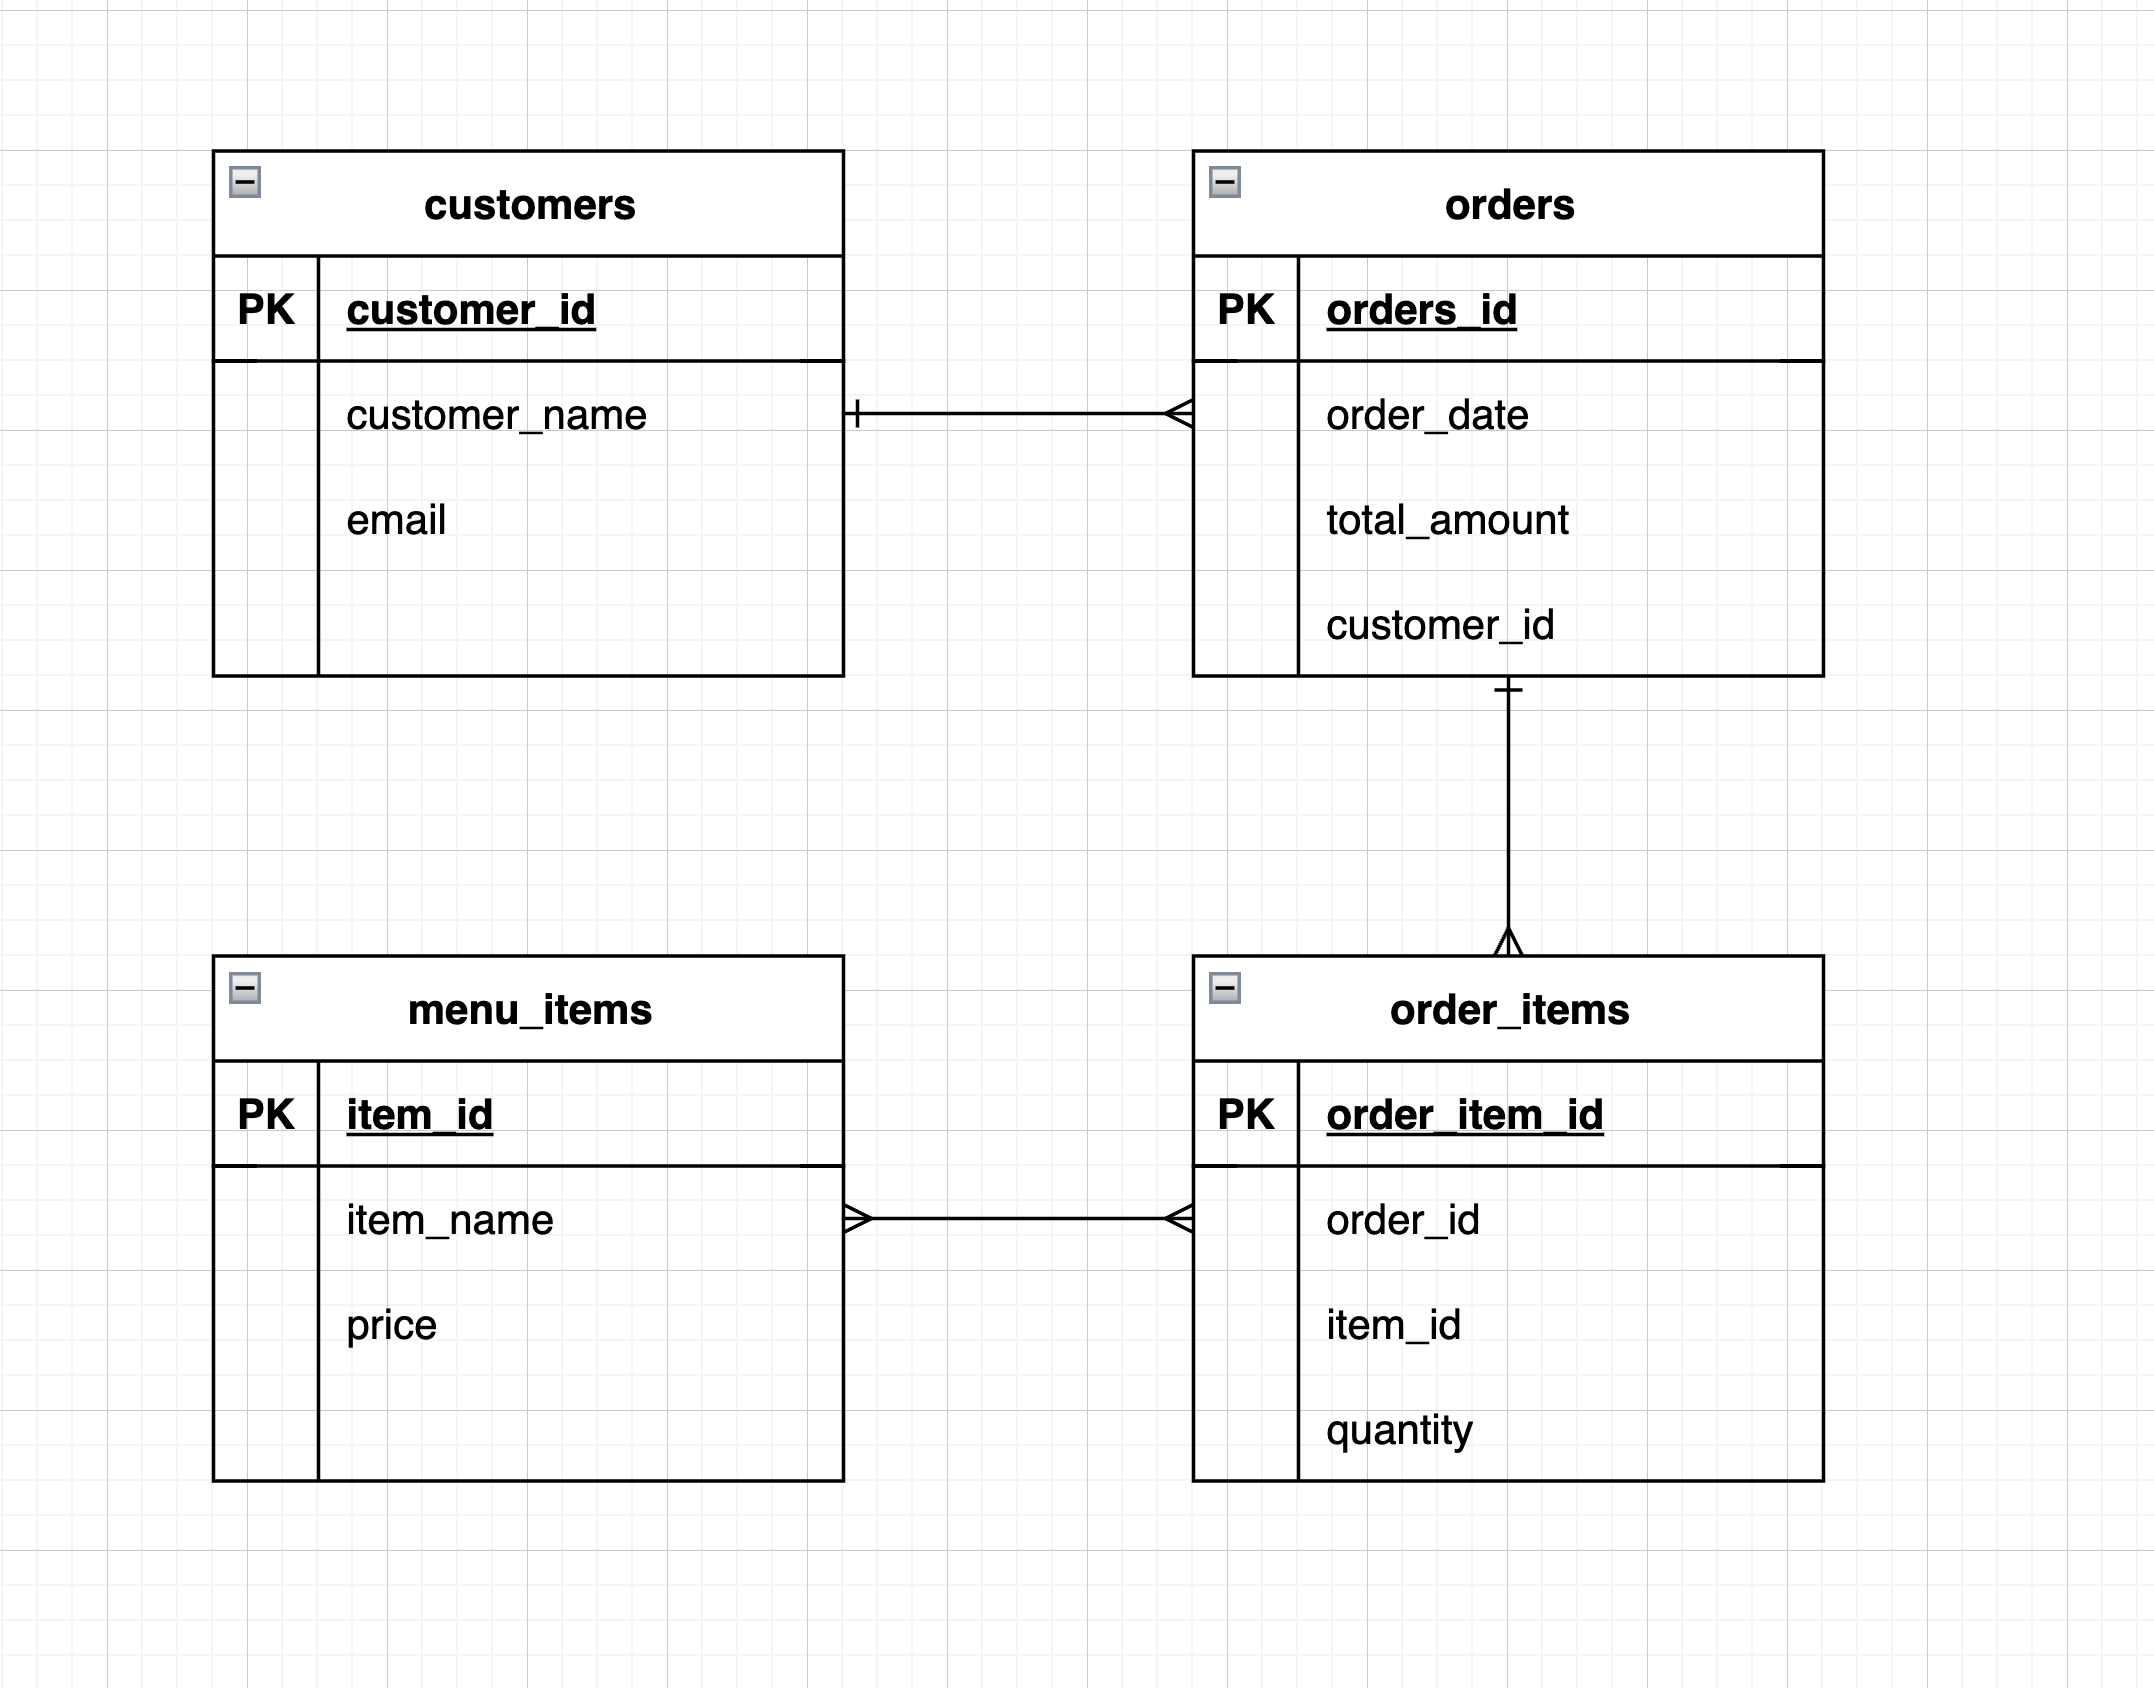 customers
PK customer_id
customer_name
email
orders
PK orders_id
order_date
total_amount
customer_id
menu_items
PK item_id
item_name
price
order_items
PK order_item_id
order_id
item_id
quantity